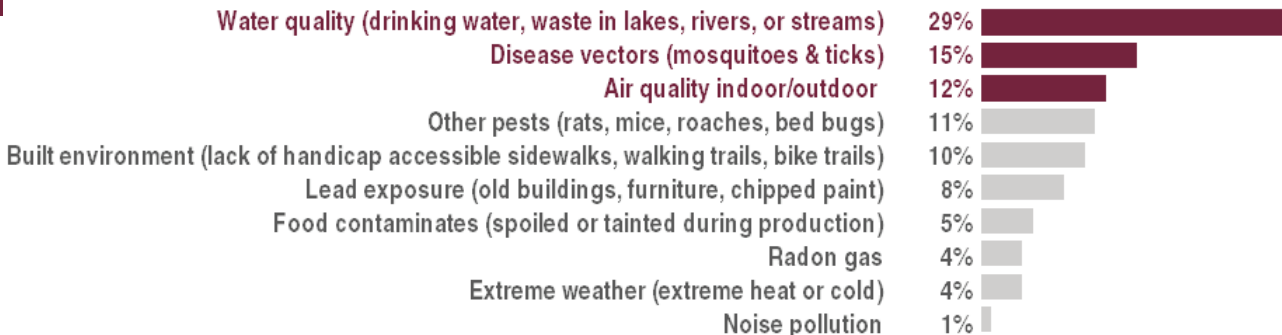 Water quality (drinking water, waste in lakes, rivers, or streams) 29%
Disease vectors (mosquitoes & ticks) 15%
Air quality indoor/outdoor 12%
Other pests (rats, mice, roaches, bed bugs) 11%
Built environment (lack of handicap accessible sidewalks, walking trails, bike trails) 10%
Lead exposure (old buildings, furniture, chipped paint) 8%
Food contaminates (spoiled or tainted during production) 5%
Radon gas 4%
Extreme weather (extreme heat or cold) 4%
Noise pollution 1%